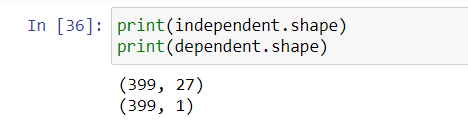 In [36]: print(independent.shape)
print(dependent.shape)
(399, 27)
(399, 1)